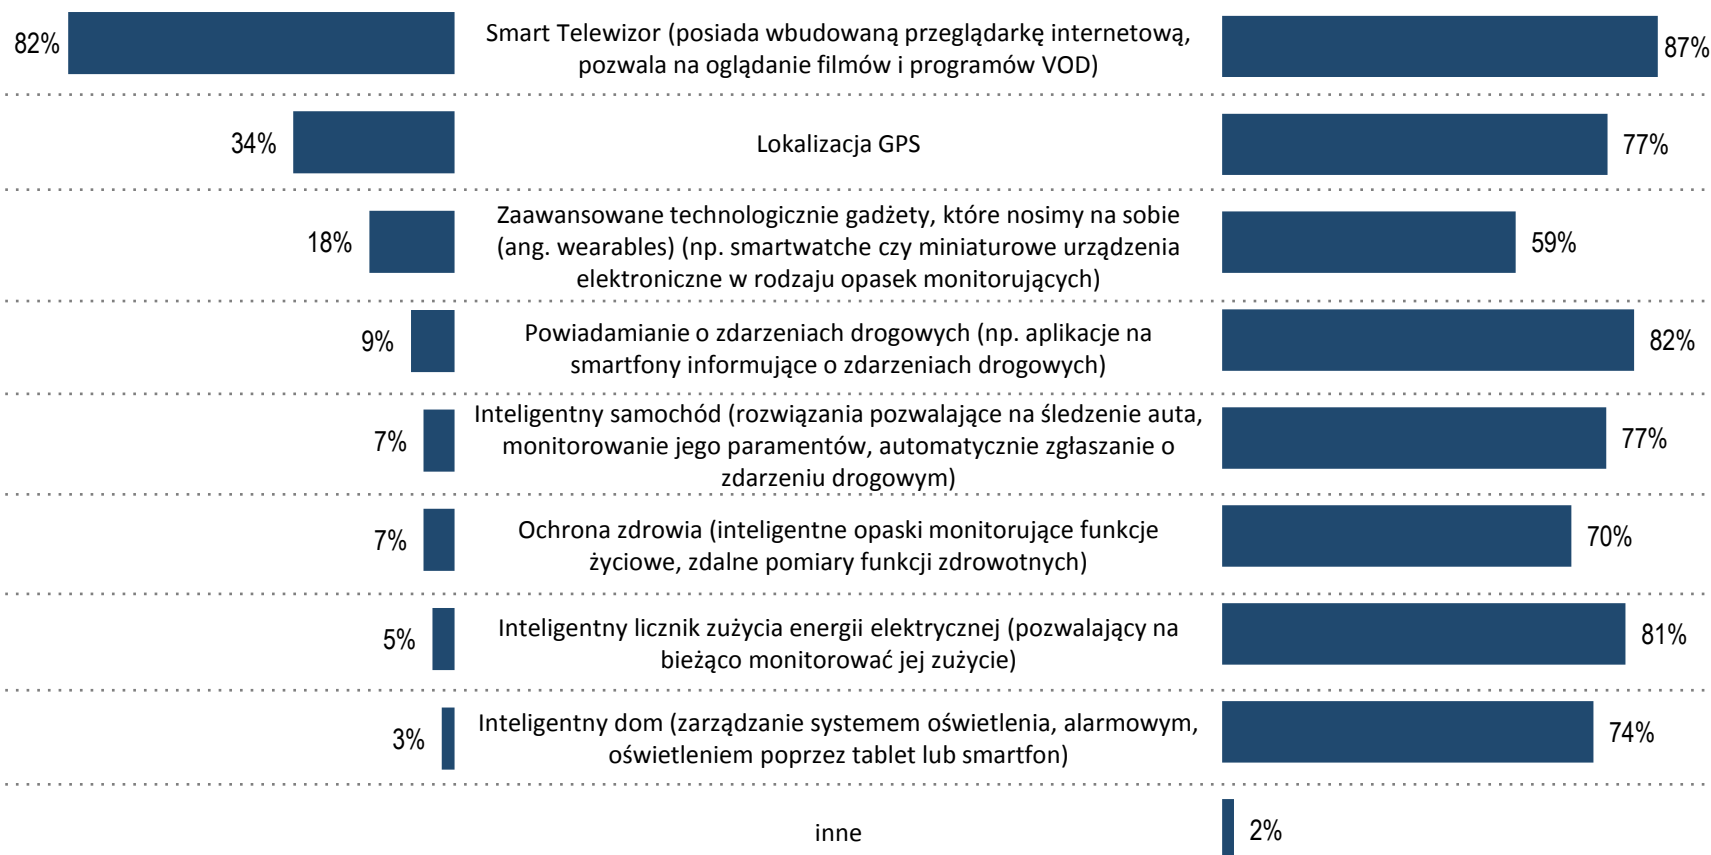 82%
Smart Telewizor (posiada wbudowaną przeglądarkę internetową,
pozwala na oglądanie filmów i programów VOD)
87%
34%
Lokalizacja GPS
77%
18%
Zaawansowane technologicznie gadżety, które nosimy na sobie
(ang. wearables) (np. smartwatche czy miniaturowe urządzenia
elektroniczne w rodzaju opasek monitorujących)
59%
9%
Powiadamianie o zdarzeniach drogowych (np. aplikacje na
smartfony informujące o zdarzeniach drogowych)
82%
7%
Inteligentny samochód (rozwiązania pozwalające na śledzenie auta,
monitorowanie jego paramentów, automatycznie zgłaszanie o
zdarzeniu drogowym)
77%
7%
Ochrona zdrowia (inteligentne opaski monitorujące funkcje
życiowe, zdalne pomiary funkcji zdrowotnych)
70%
5%
Inteligentny licznik zużycia energii elektrycznej (pozwalający na
bieżąco monitorować jej zużycie)
81%
3%
Inteligentny dom (zarządzanie systemem oświetlenia, alarmowym,
oświetleniem poprzez tablet lub smartfon)
74%
inne
2%